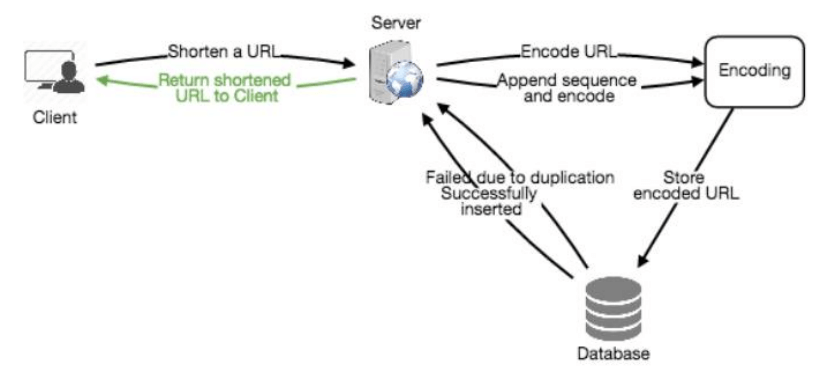 Server
Shorten a URL
Return shortened
URL to Client
Client
Encode URL
Append sequence
and encode
Encoding
Failed due to duplication
Successfully
inserted
Store
encoded URL
Database